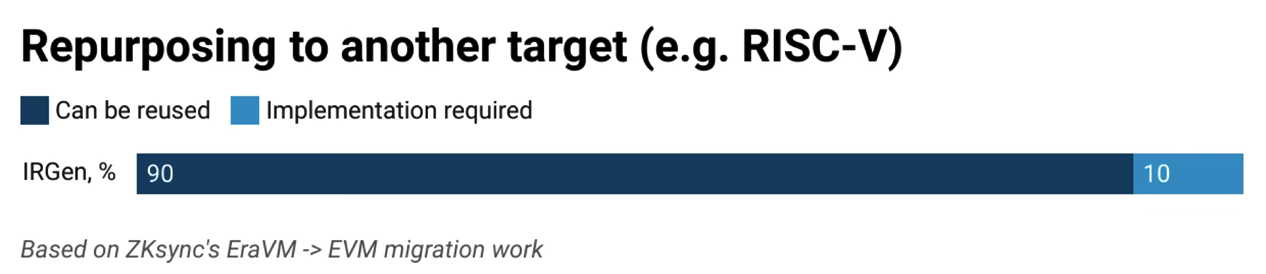 Repurposing to another target (e.g. RISC-V)
Can be reused Implementation required
IRGen, % 90 10
Based on ZKsync's EraVM -> EVM migration work